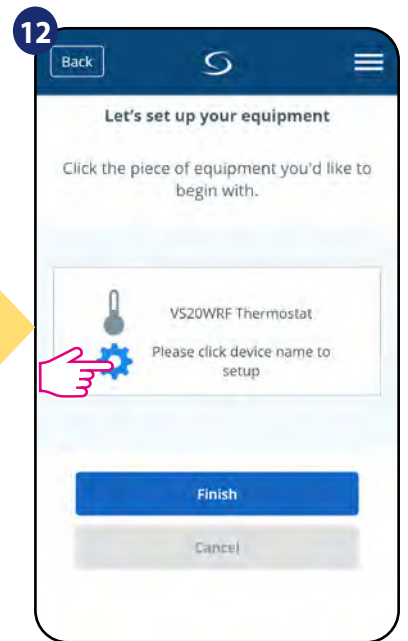 12
Back
Let's set up your equipment
Click the piece of equipment you'd like to
begin with.
VS20WRF Thermostat
Please click device name to
setup
Finish
Cancel